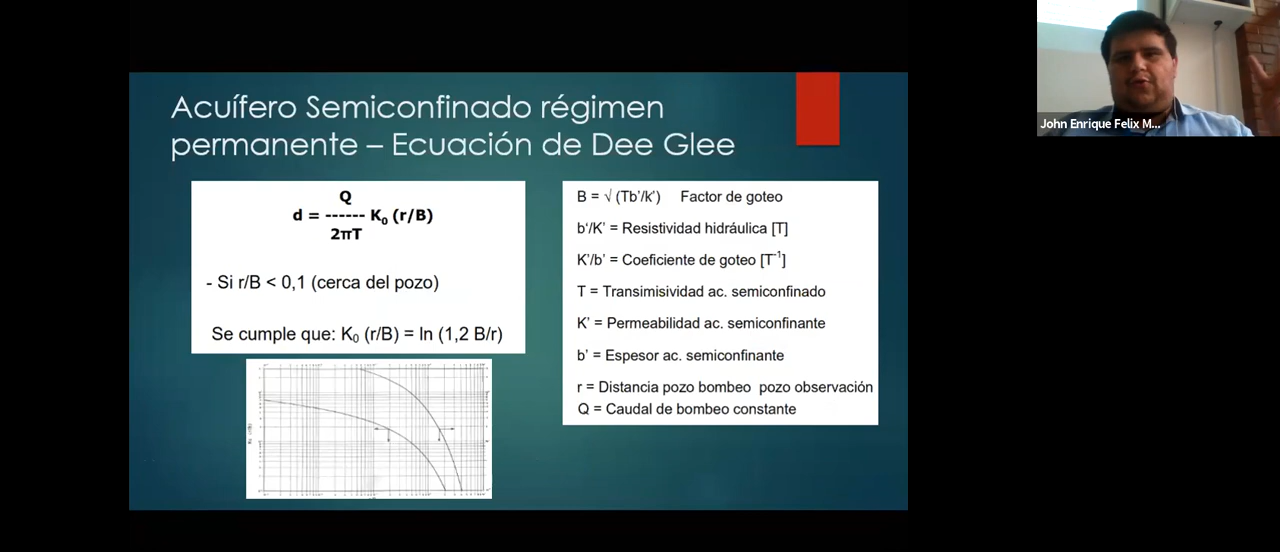 Acuífero Semiconfinado régimen
permanente – Ecuación de Dee Glee
Q
d = ------ K₀ (r/B)
2πT
- Si r/B < 0,1 (cerca del pozo)
Se cumple que: K₀ (r/B) = ln (1,2 B/r)
B = √ (Tb’/k’) Factor de goteo
b’/K’ = Resistividad hidráulica [T]
K’/b’ = Coeficiente de goteo [T⁻¹]
T = Transimisividad ac. semiconfinado
K’ = Permeabilidad ac. semiconfinante
b’ = Espesor ac. semiconfinante
r = Distancia pozo bombeo pozo observación
Q = Caudal de bombeo constante
John Enrique Felix M...